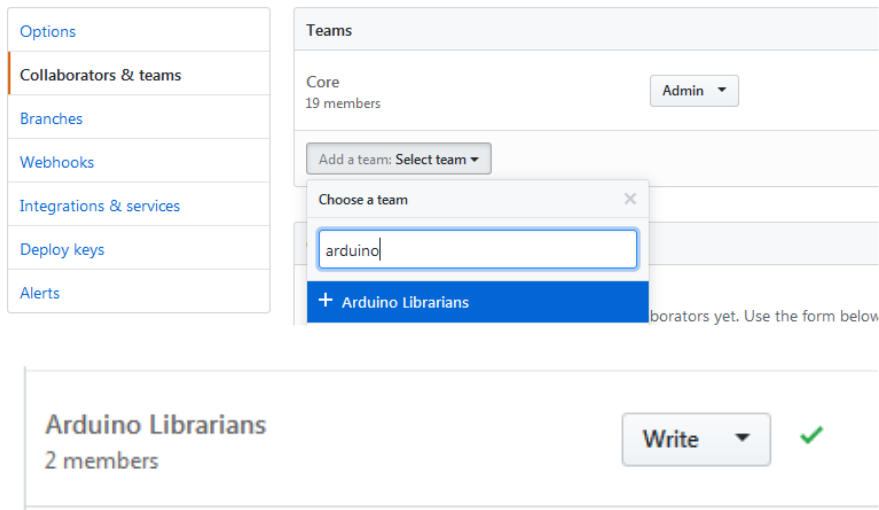 Options
Collaborators & teams
Branches
Webhooks
Integrations & services
Deploy keys
Alerts
Teams
Core
19 members
Admin
Add a team: Select team
Choose a team
arduino
+ Arduino Librarians
borators yet. Use the form below
Arduino Librarians
2 members
Write